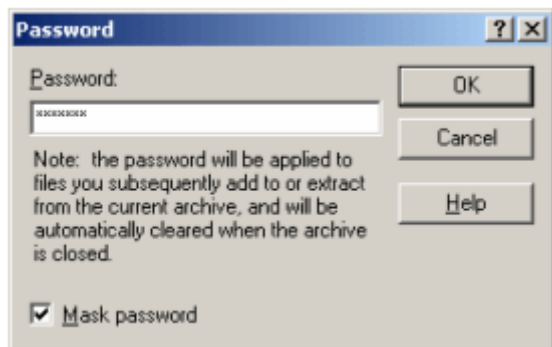 Password
Password:
*******
OK
Cancel
Note: the password will be applied to
files you subsequently add to or extract
from the current archive, and will be
automatically cleared when the archive
is closed.
Help
Mask password